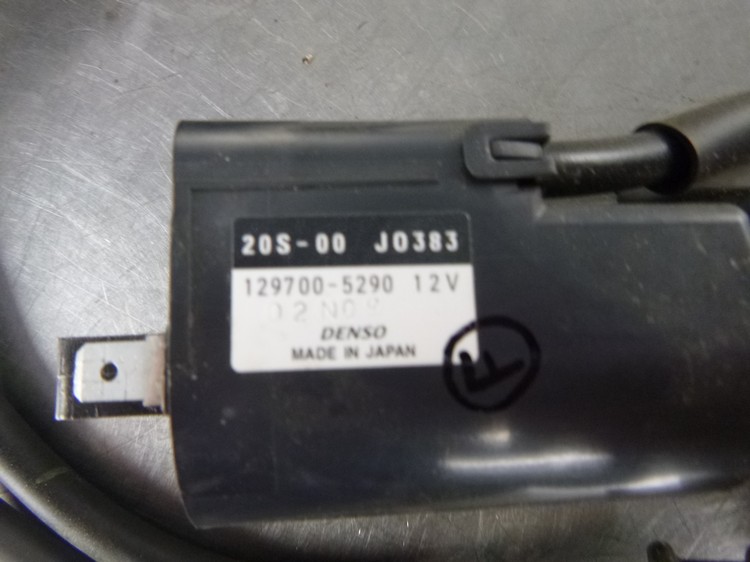 20S-00 J0383
129700-5290 12V
DENSO
MADE IN JAPAN
F